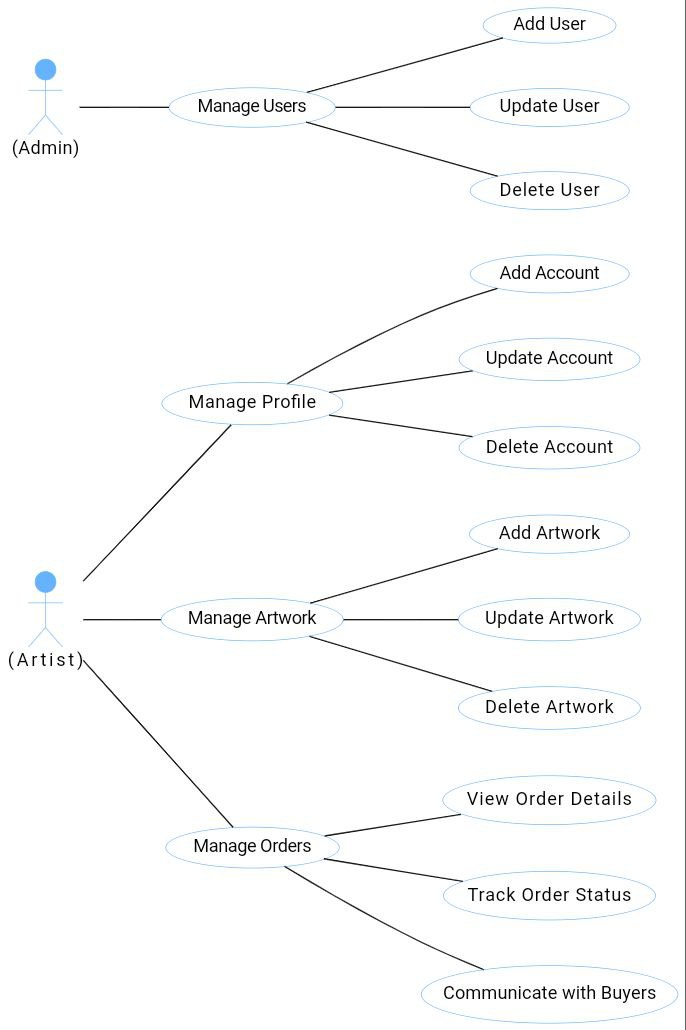 Add User
Manage Users
Update User
(Admin)
Delete User
Add Account
Update Account
Manage Profile
Delete Account
Add Artwork
Manage Artwork
Update Artwork
(Artist)
Delete Artwork
View Order Details
Manage Orders
Track Order Status
Communicate with Buyers